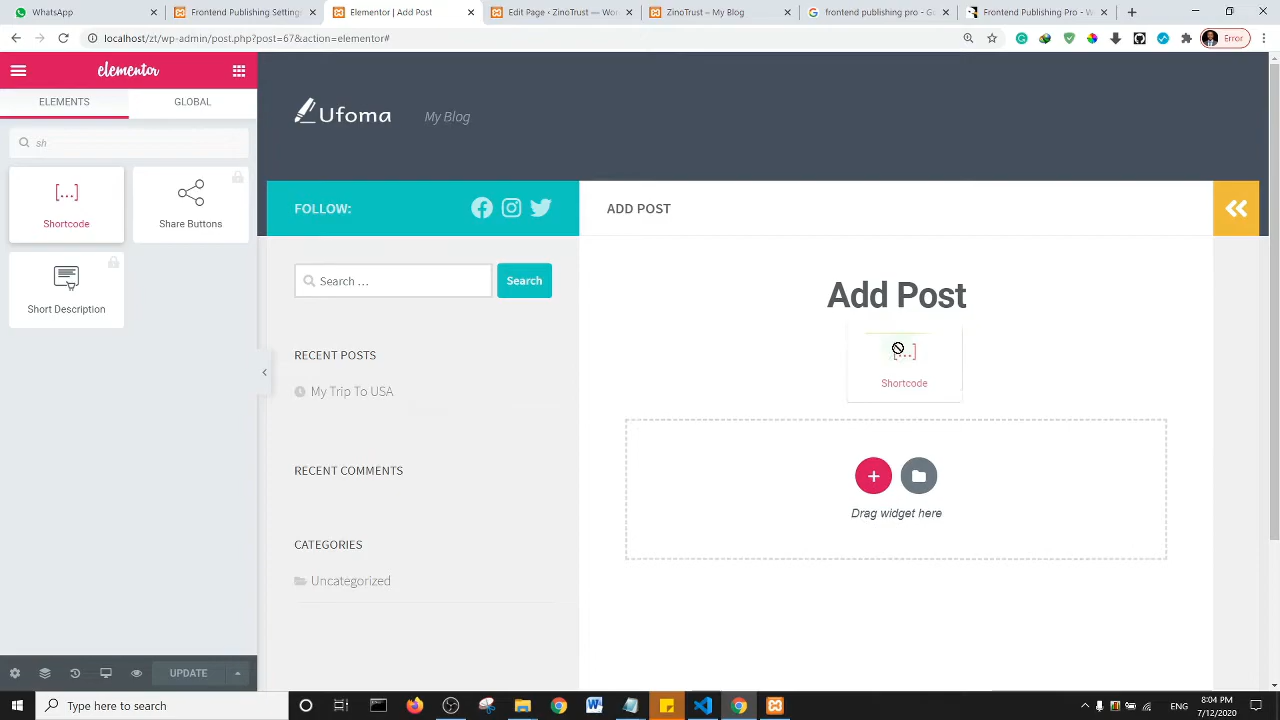 WhatsApp
Frontend Publishing Settings
Elementor | Add Post
Edit Page ‹ ZinoTrust — Wor
ZinoTrust – My Blog
frontend publishing pro - Go
Frontend Publishing Pro - W
localhost/zt/wp-admin/post.php?post=67&action=elementor#
Error
elementor
ELEMENTS
GLOBAL
sh
Shortcode
Share Buttons
Short Description
UPDATE
Ufoma
My Blog
FOLLOW:
ADD POST
Search …
Search
RECENT POSTS
My Trip To USA
RECENT COMMENTS
CATEGORIES
Uncategorized
Add Post
Shortcode
Drag widget here
Type here to search
ENG
8:04 PM
7/12/2020